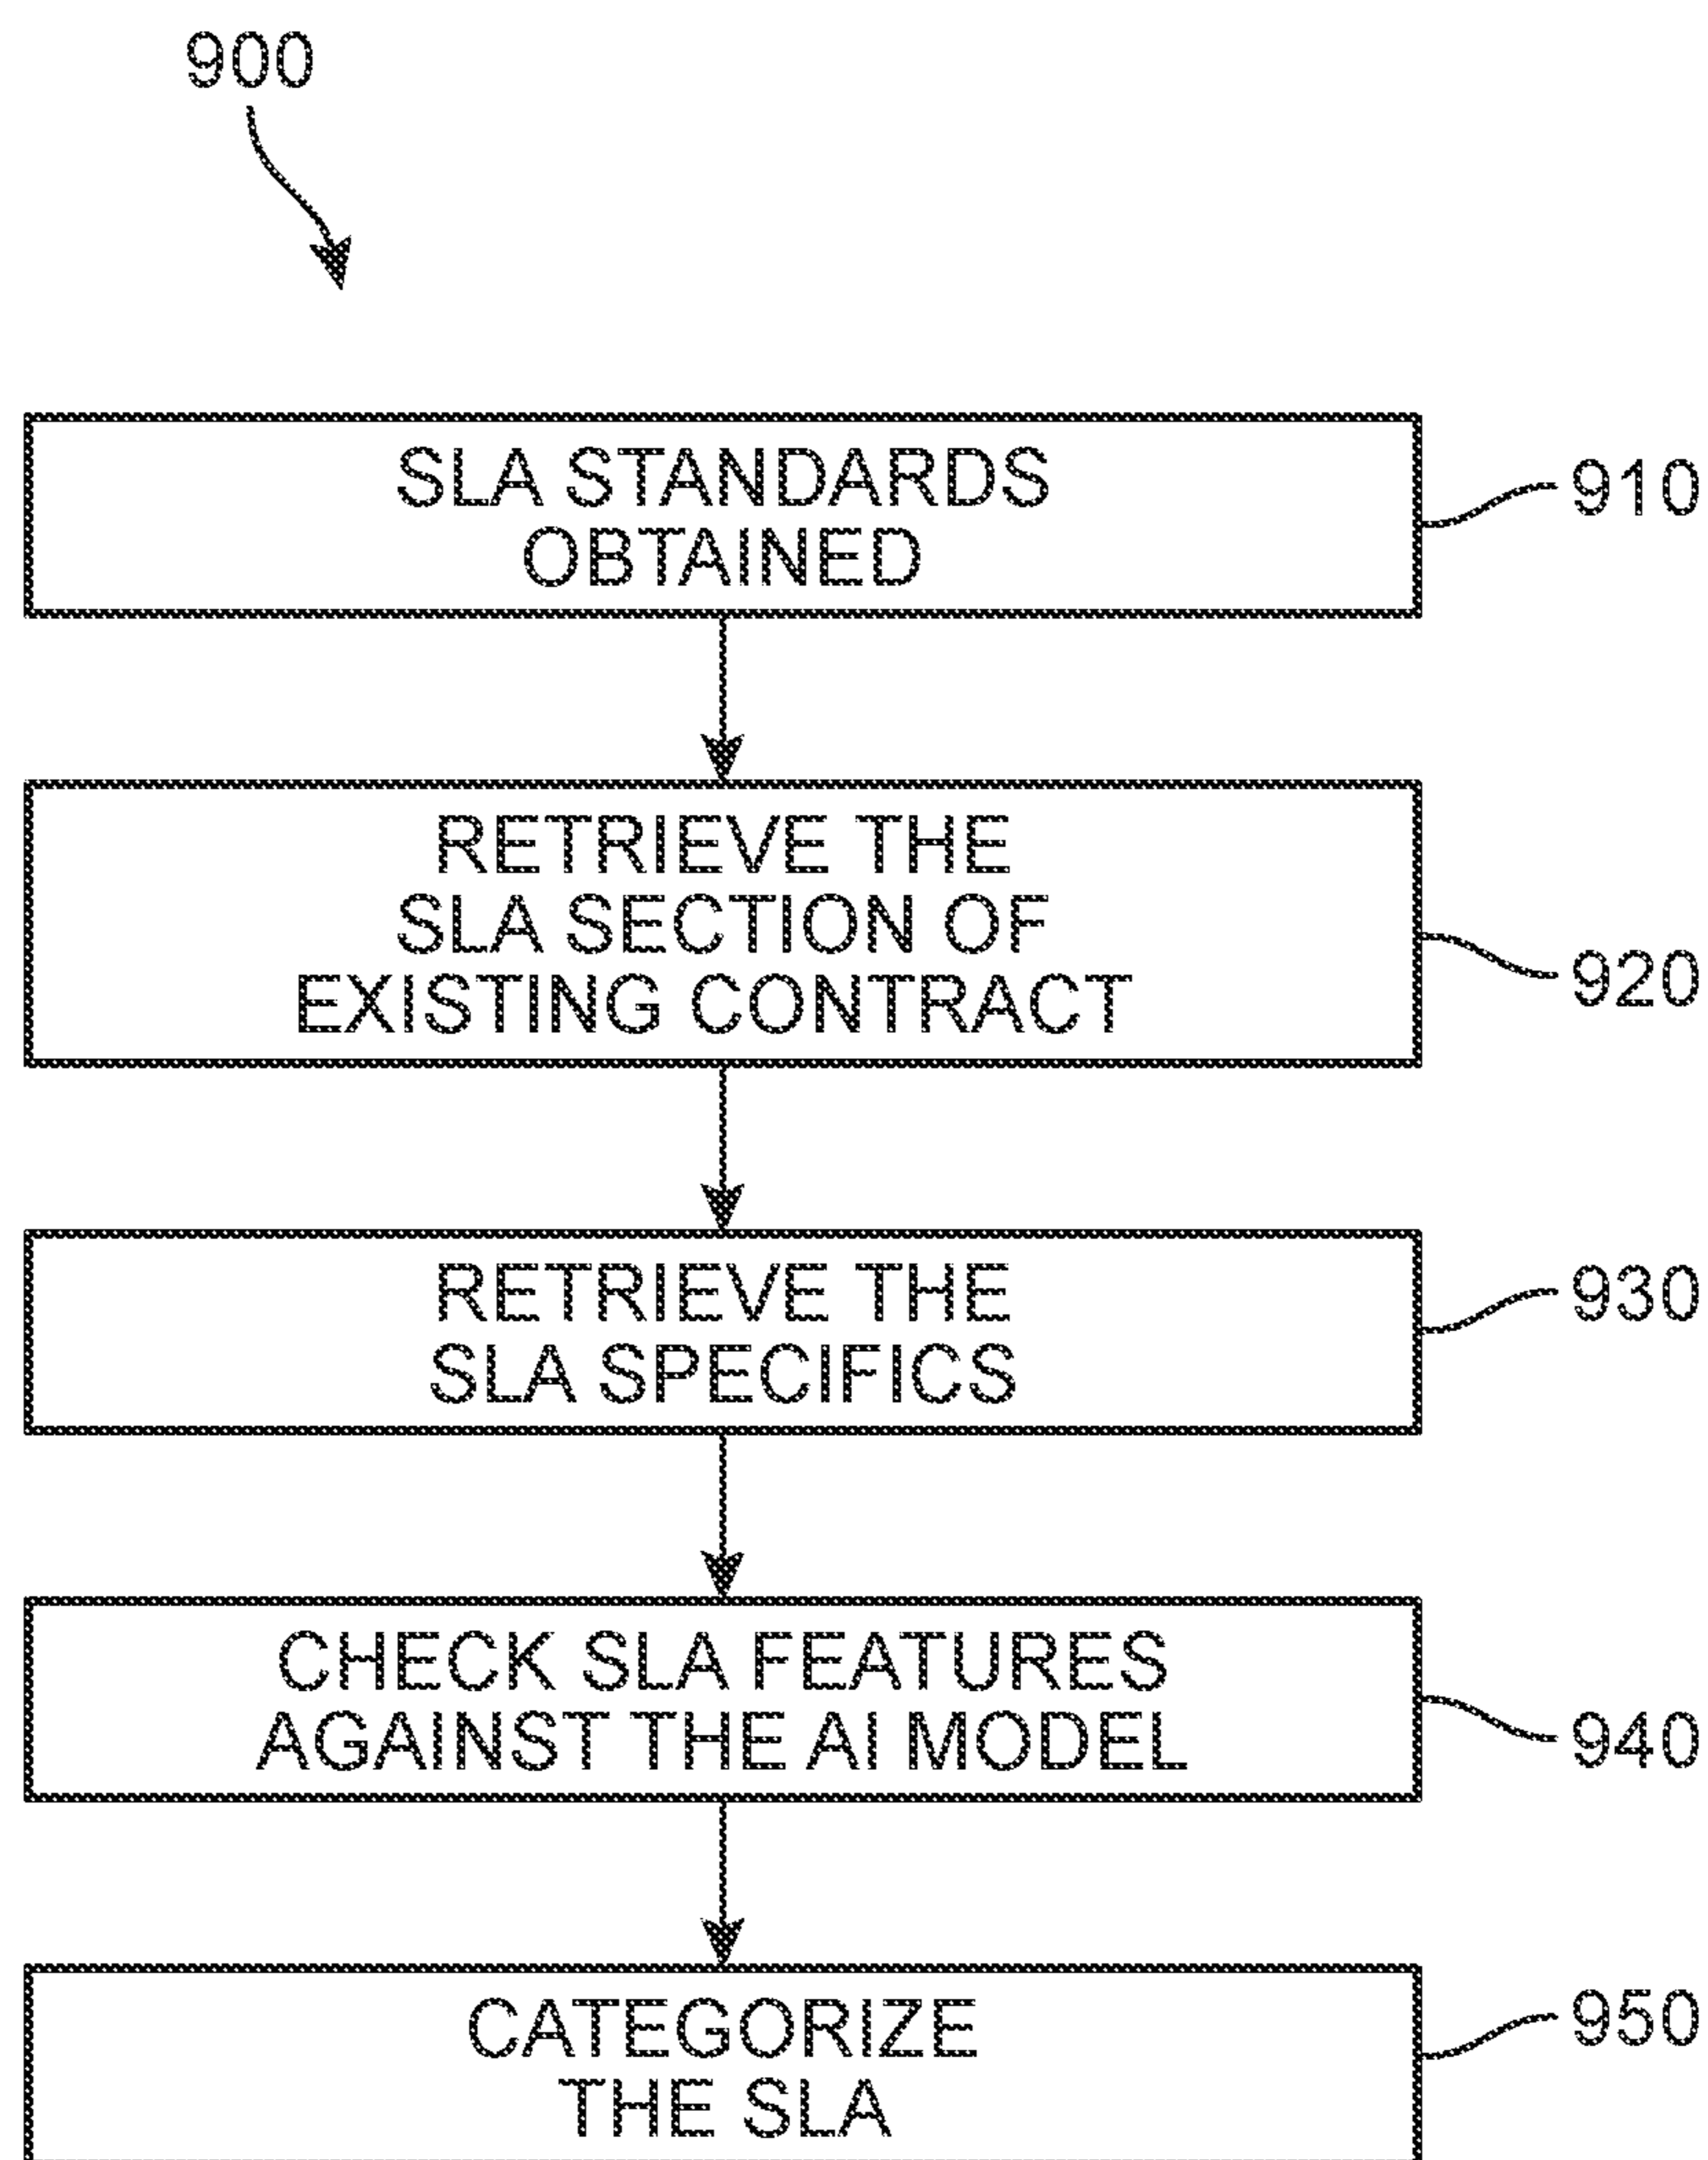 900
SLA STANDARDS
OBTAINED
910
RETRIEVE THE
SLA SECTION OF
EXISTING CONTRACT
920
RETRIEVE THE
SLA SPECIFICS
930
CHECK SLA FEATURES
AGAINST THE AI MODEL
940
CATEGORIZE
THE SLA
950